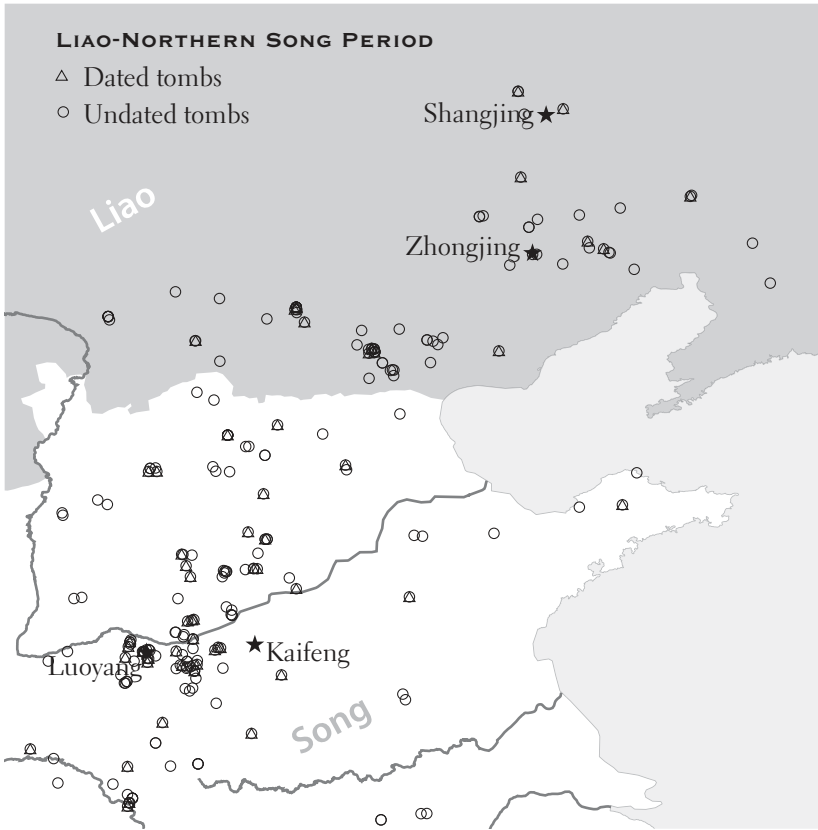 LIAO-NORTHERN SONG PERIOD
Dated tombs
Undated tombs
Shangjing
Liao
Zhongjing
Kaifeng
Luoyang
Song